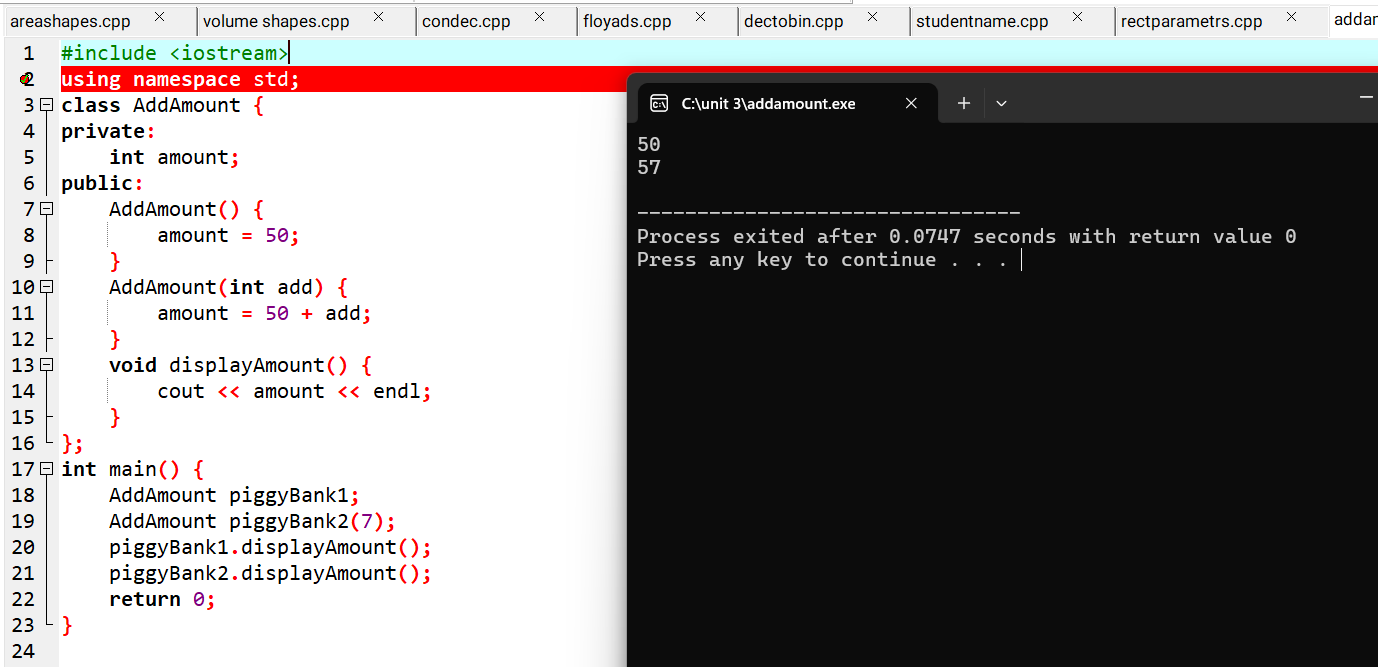 areashapes.cpp volume shapes.cpp condec.cpp floyads.cpp dectobin.cpp studentname.cpp rectparametrs.cpp addar
1 #include <iostream>
2 using namespace std;
3 class AddAmount {
4 private:
5 int amount;
6 public:
7 AddAmount() {
8 amount = 50;
9 }
10 AddAmount(int add) {
11 amount = 50 + add;
12 }
13 void displayAmount() {
14 cout << amount << endl;
15 }
16 };
17 int main() {
18 AddAmount piggyBank1;
19 AddAmount piggyBank2(7);
20 piggyBank1.displayAmount();
21 piggyBank2.displayAmount();
22 return 0;
23 }
24
C:\unit 3\addamount.exe
50
57
--------------------------------
Process exited after 0.0747 seconds with return value 0
Press any key to continue . . .